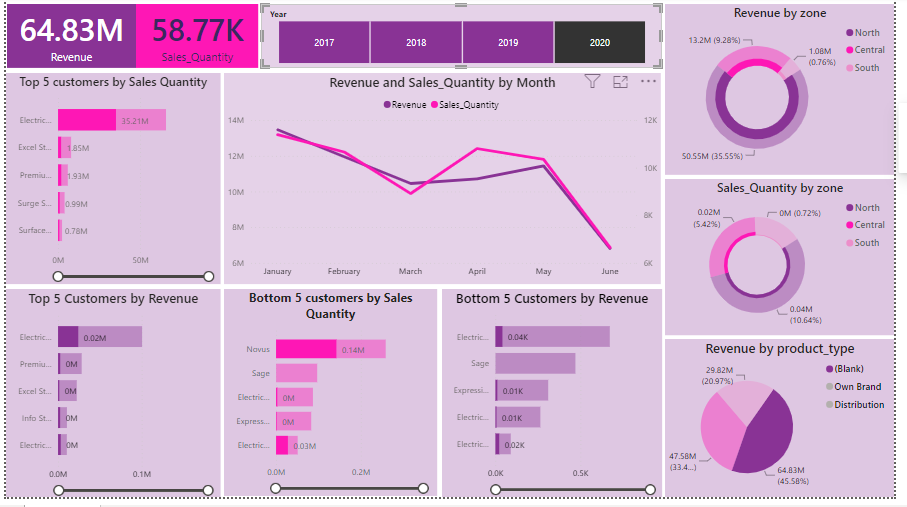 64.83M
Revenue
58.77K
Sales_Quantity
Year
2017
2018
2019
2020
Revenue by zone
13.2M (9.28%)
1.08M
(0.76%)
50.55M (35.55%)
North
Central
South
Top 5 customers by Sales Quantity
Electric...
35.21M
Excel St...
1.85M
Premiu...
1.93M
Surge S...
0.99M
Surface...
0.78M
0M
50M
Revenue and Sales_Quantity by Month
Revenue
Sales_Quantity
14M
12M
10M
8M
6M
12K
10K
8K
6K
January
February
March
April
May
June
Sales_Quantity by zone
0.02M
(5.42%)
0M (0.72%)
0.04M
(10.64%)
North
Central
South
Top 5 Customers by Revenue
Electric...
0.02M
Premiu...
0M
Excel St...
0M
Info St...
0M
Electric...
0M
0.0M
0.1M
Bottom 5 customers by Sales
Quantity
Novus
0.14M
Sage
Electric...
0M
Express...
0M
Electric...
0.03M
0.0M
0.2M
Bottom 5 Customers by Revenue
Electric...
0.04K
Sage
Expressi...
0.01K
Electric...
0.01K
Electric...
0.02K
0.0K
0.5K
Revenue by product_type
29.82M
(20.97%)
47.58M
(33.4...)
64.83M
(45.58%)
(Blank)
Own Brand
Distribution